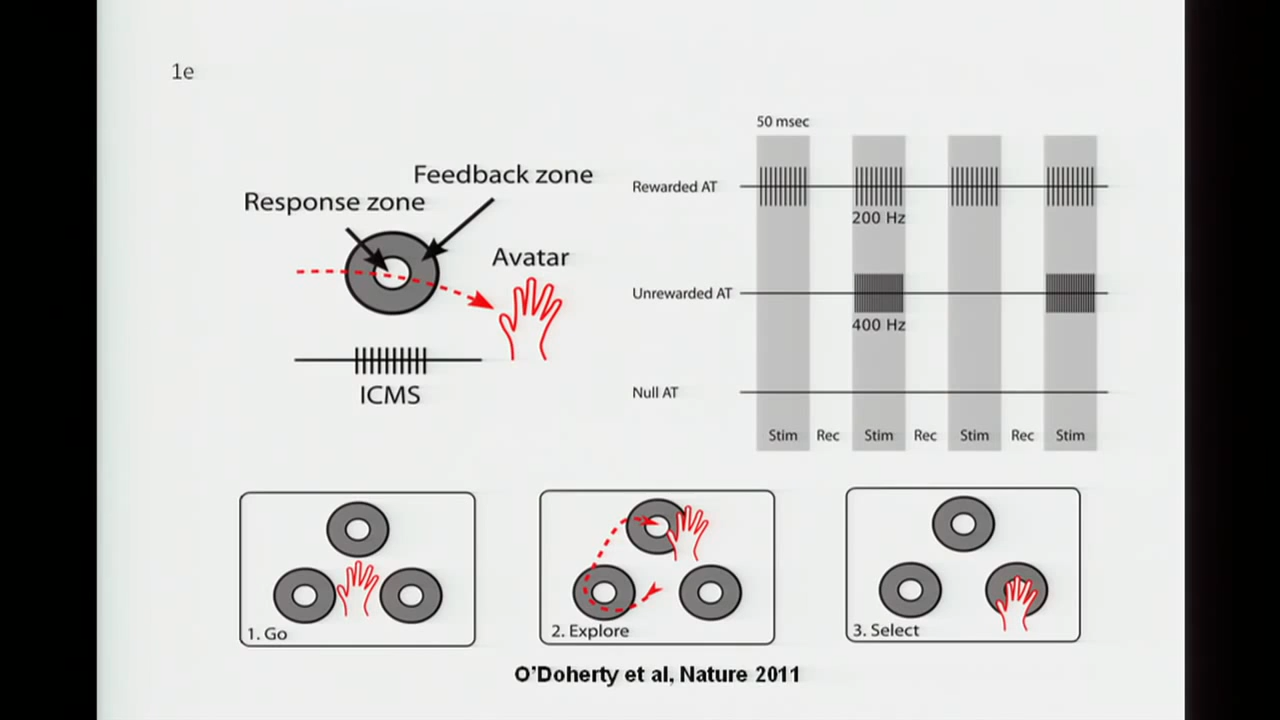 1e
Feedback zone
Response zone
Avatar
ICMS
50 msec
Rewarded AT
200 Hz
Unrewarded AT
400 Hz
Null AT
Stim Rec Stim Rec Stim Rec Stim
1. Go
2. Explore
3. Select
O'Doherty et al, Nature 2011